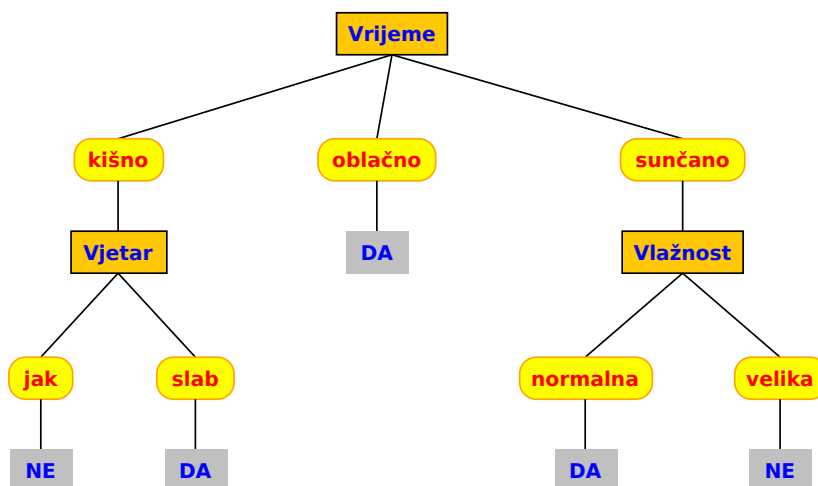 Vrijeme
kišno
oblačno
sunčano
Vjetar
DA
Vlažnost
jak
slab
normalna
velika
NE
DA
DA
NE